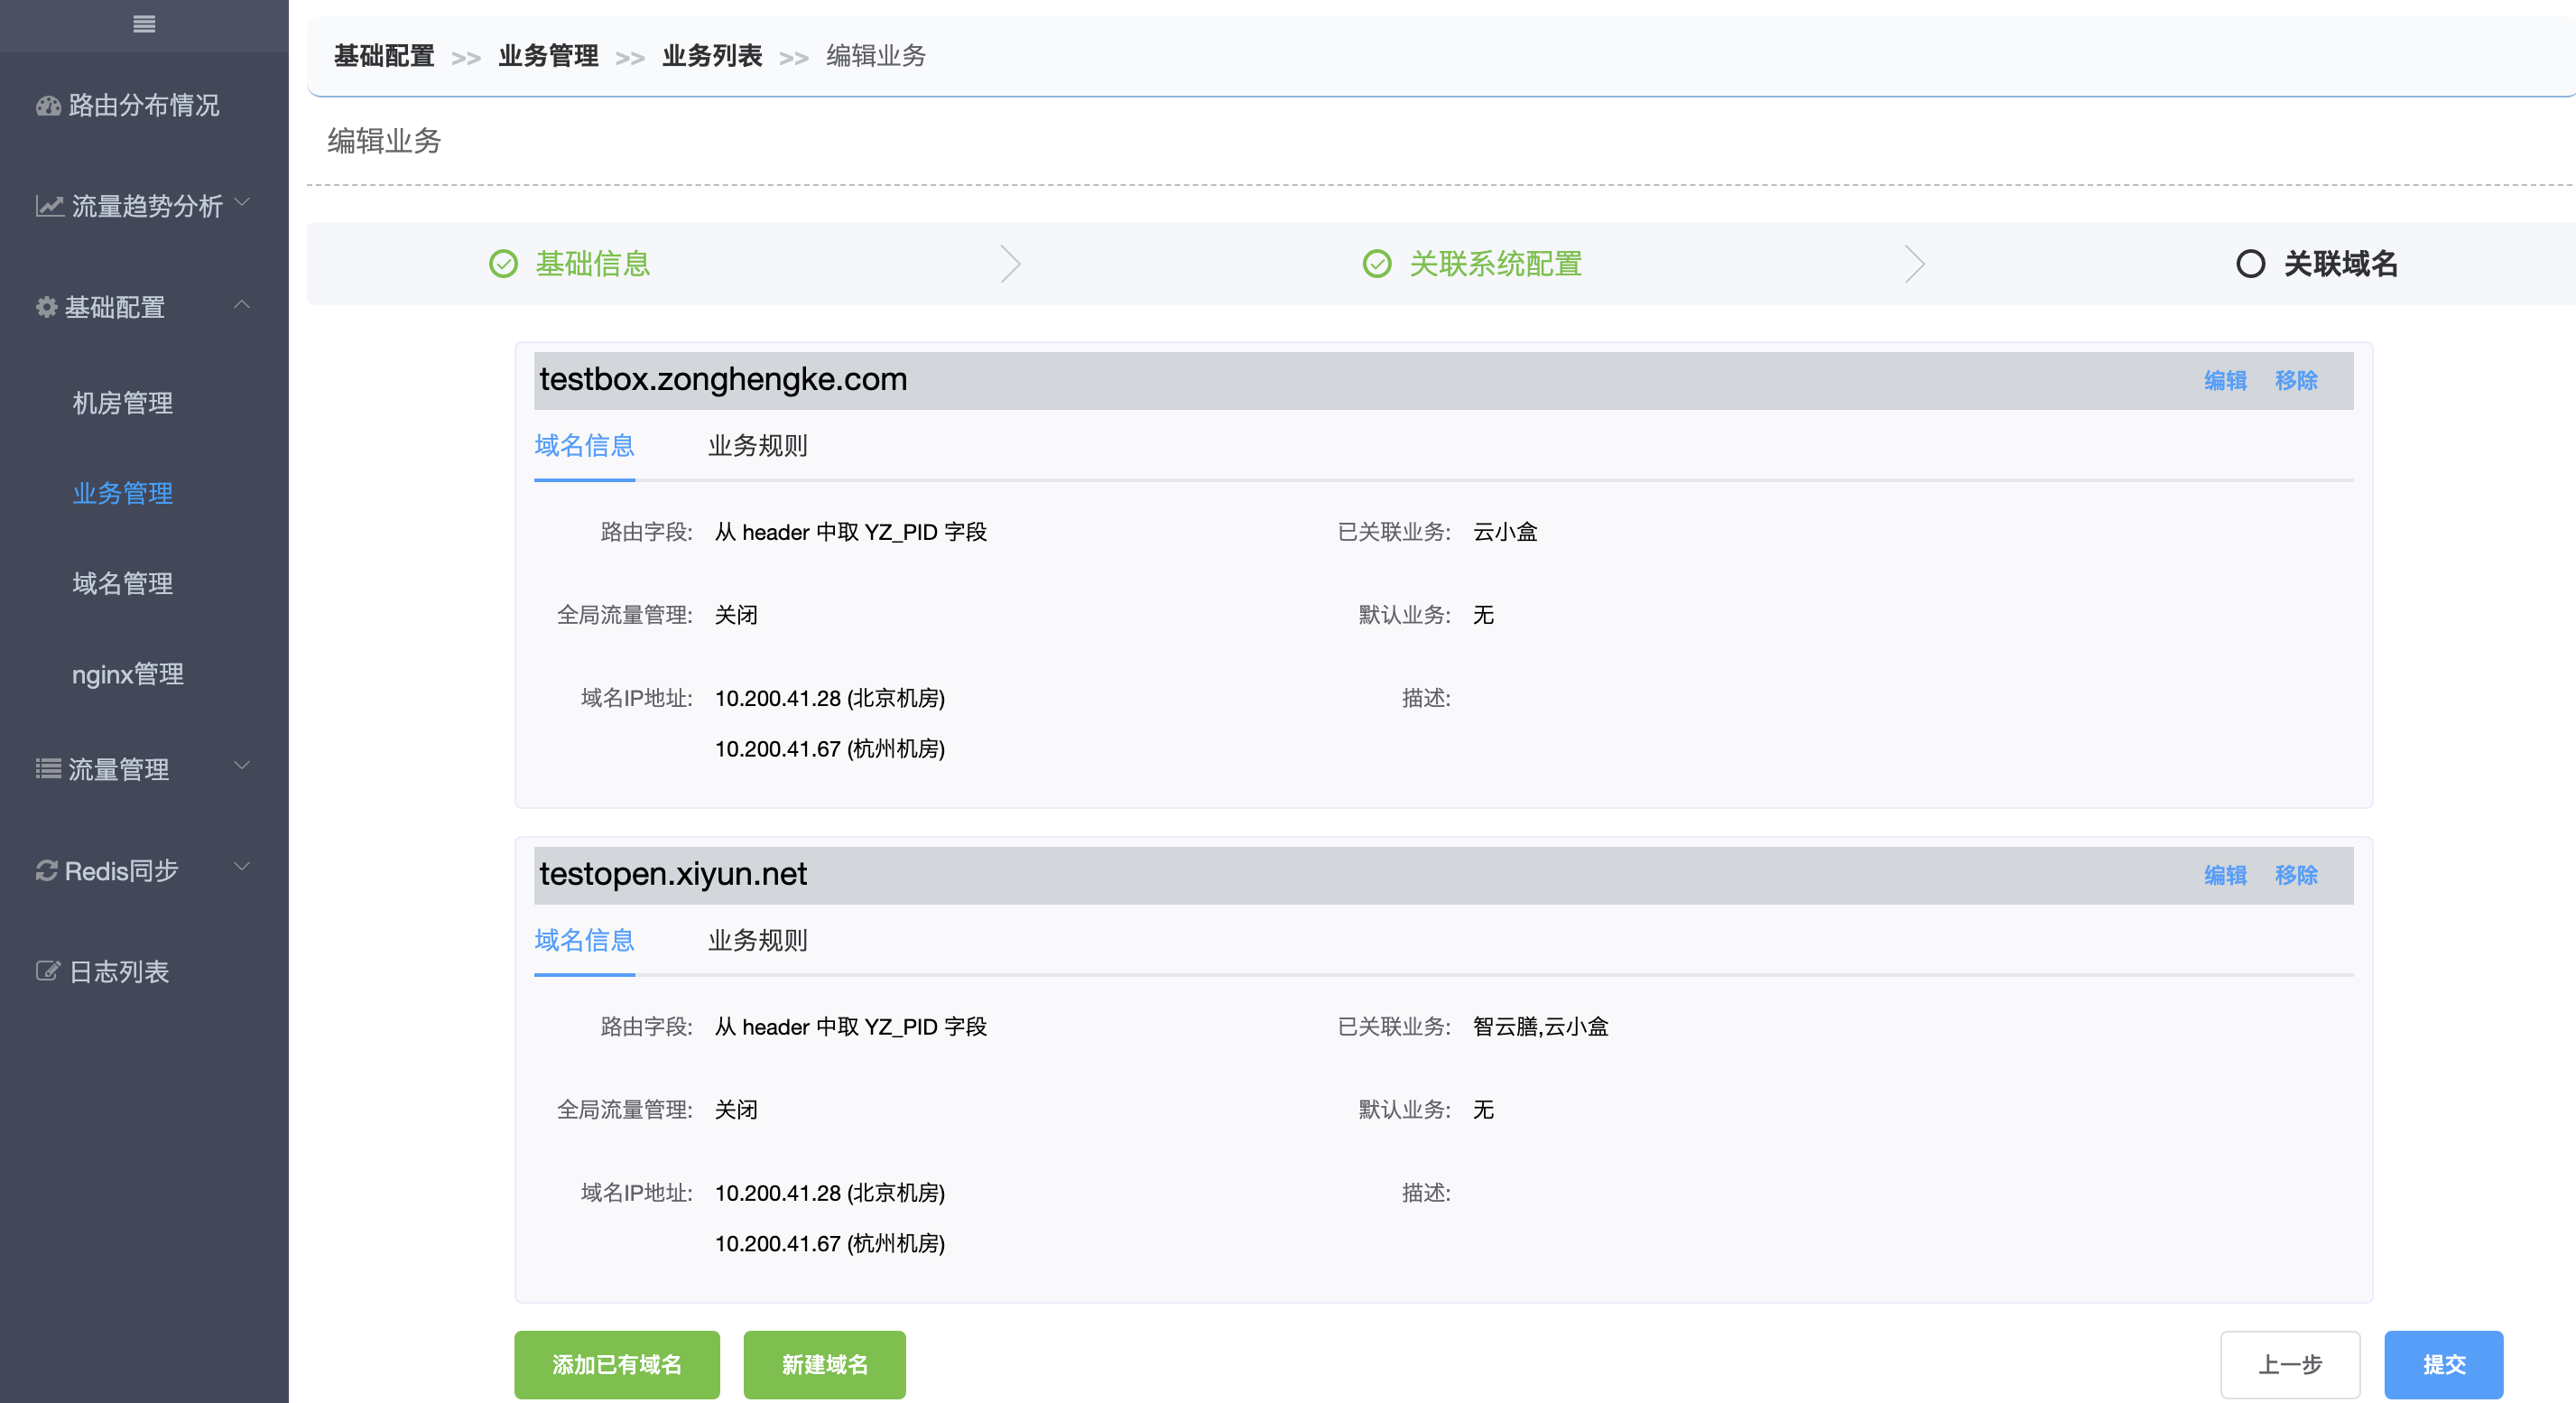 基础配置 >> 业务管理 >> 业务列表 >> 编辑业务
编辑业务
路由分布情况
流量趋势分析
基础配置
机房管理
业务管理
域名管理
nginx管理
流量管理
Redis同步
日志列表
基础信息
关联系统配置
关联域名
testbox.zonghengke.com 编辑 移除
域名信息 业务规则
路由字段: 从 header 中取 YZ_PID 字段 已关联业务: 云小盒
全局流量管理: 关闭 默认业务: 无
域名IP地址: 10.200.41.28 (北京机房) 描述:
10.200.41.67 (杭州机房)
testopen.xiyun.net 编辑 移除
域名信息 业务规则
路由字段: 从 header 中取 YZ_PID 字段 已关联业务: 智云膳,云小盒
全局流量管理: 关闭 默认业务: 无
域名IP地址: 10.200.41.28 (北京机房) 描述:
10.200.41.67 (杭州机房)
添加已有域名 新建域名 上一步 提交